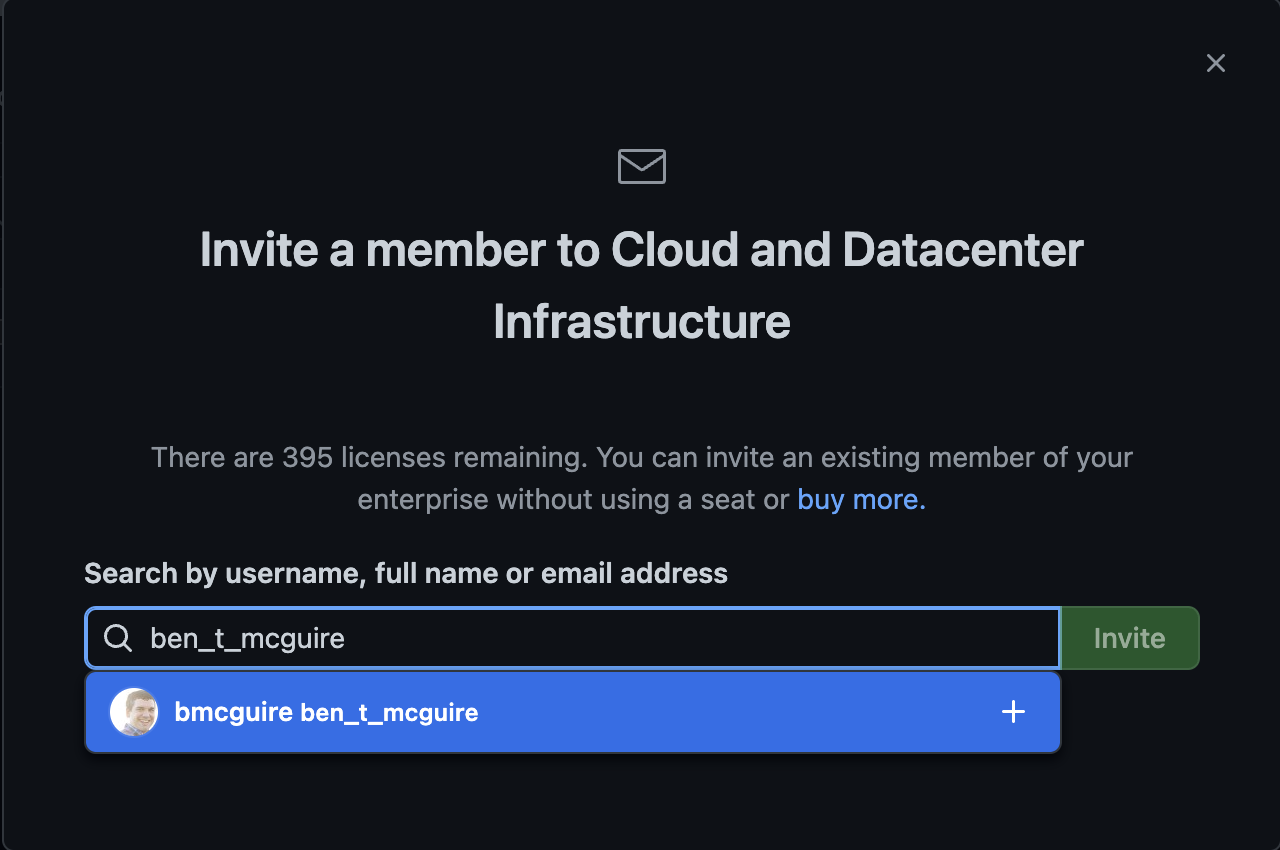 Invite a member to Cloud and Datacenter
Infrastructure
There are 395 licenses remaining. You can invite an existing member of your
enterprise without using a seat or buy more.
Search by username, full name or email address
ben_t_mcguire
Invite
bmcguire ben_t_mcguire